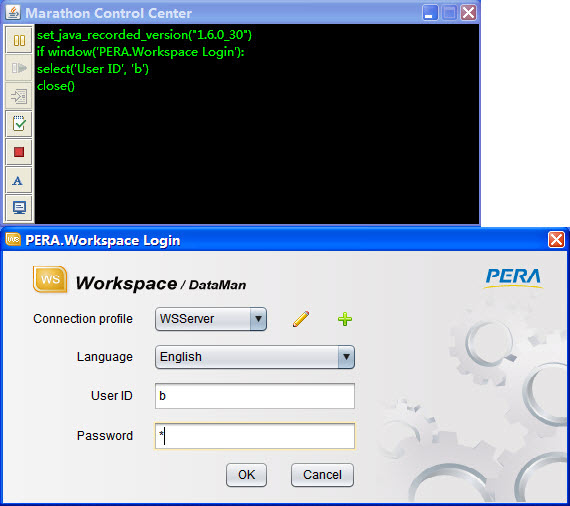 Marathon Control Center
set_java_recorded_version("1.6.0_30")
if window('PERA.Workspace Login'):
select('User ID', 'b')
close()
A
WS PERA.Workspace Login
WS Workspace / DataMan PERA
Connection profile WSServer
Language English
User ID b
Password *
OK Cancel